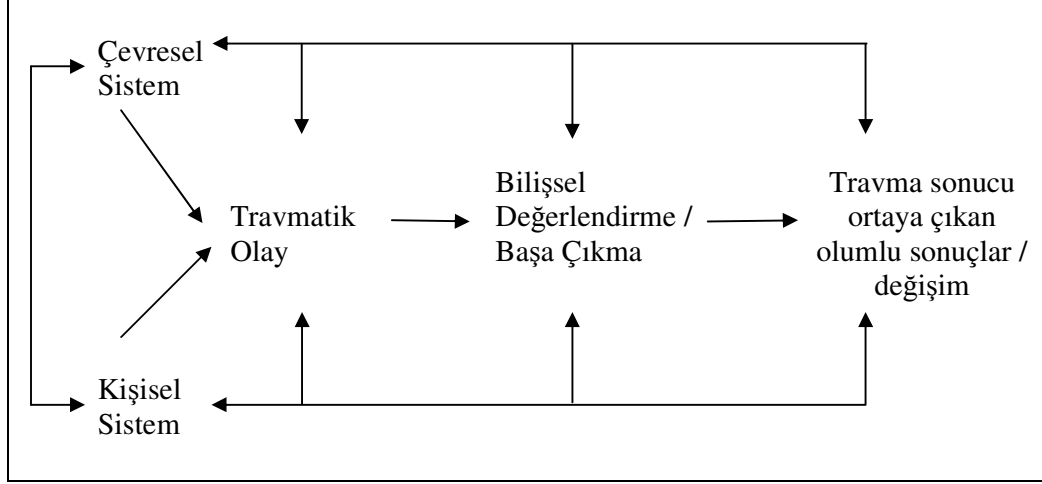 Çevresel
Sistem
Travmatik
Olay
Bilişsel
Değerlendirme /
Başa Çıkma
Travma sonucu
ortaya çıkan
olumlu sonuçlar /
değişim
Kişisel
Sistem